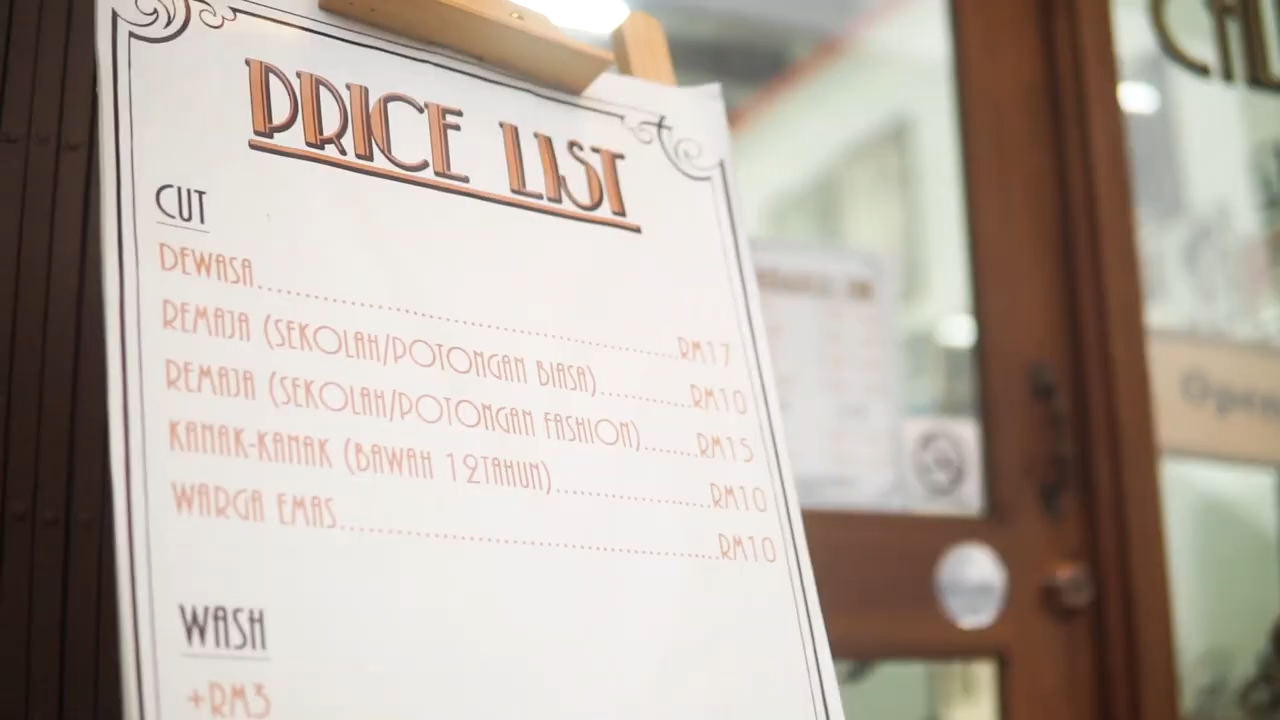 PRICE LIST
CUT
DEWASA..............................RM17
REMAJA (SEKOLAH/POTONGAN BIASA)..........RM10
REMAJA (SEKOLAH/POTONGAN FASHION).......RM15
KANAK-KANAK (BAWAH 12TAHUN)..................RM10
WARGA EMAS..............................RM10
WASH
+RM3
Open